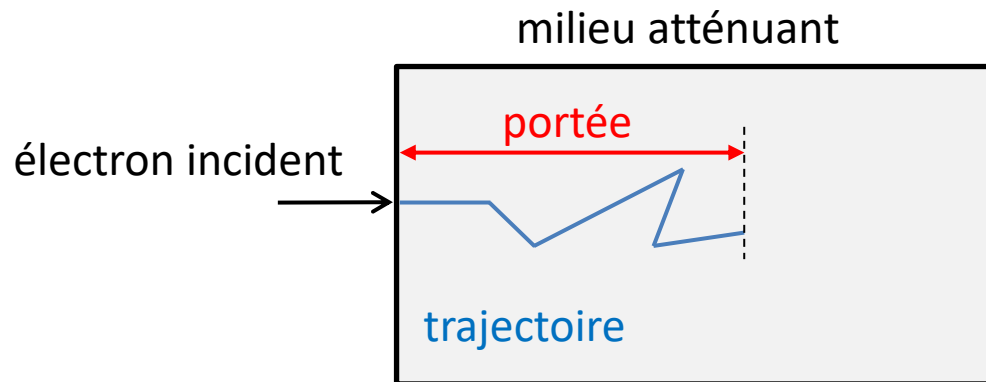 milieu atténuant
portée
électron incident
trajectoire